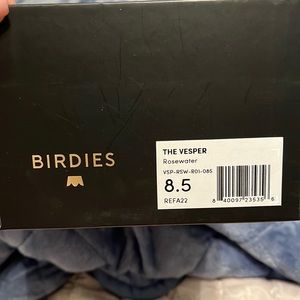 BIRDIES
THE VESPER
Rosewater
VSP-RSW-R01-085
8.5
REFA22
8 40097 23535 6